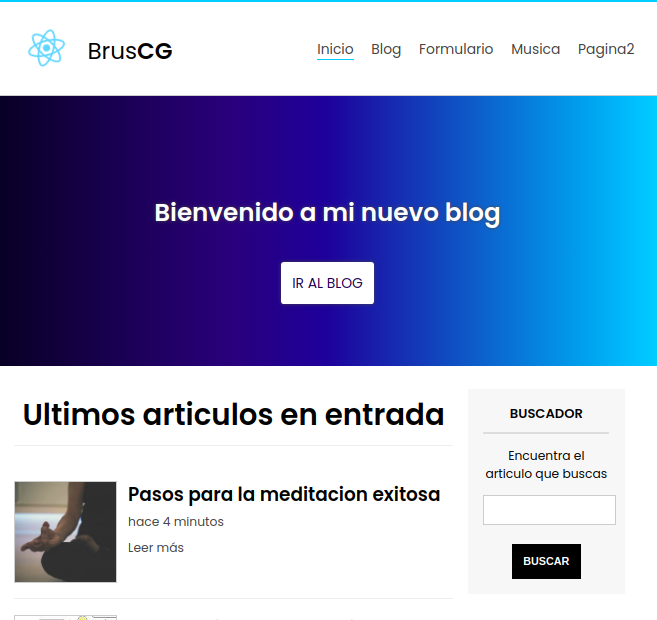 BrusCG
Inicio Blog Formulario Musica Pagina2
Bienvenido a mi nuevo blog
IR AL BLOG
Ultimos articulos en entrada
Pasos para la meditacion exitosa
hace 4 minutos
Leer más
BUSCADOR
Encuentra el
articulo que buscas
BUSCAR